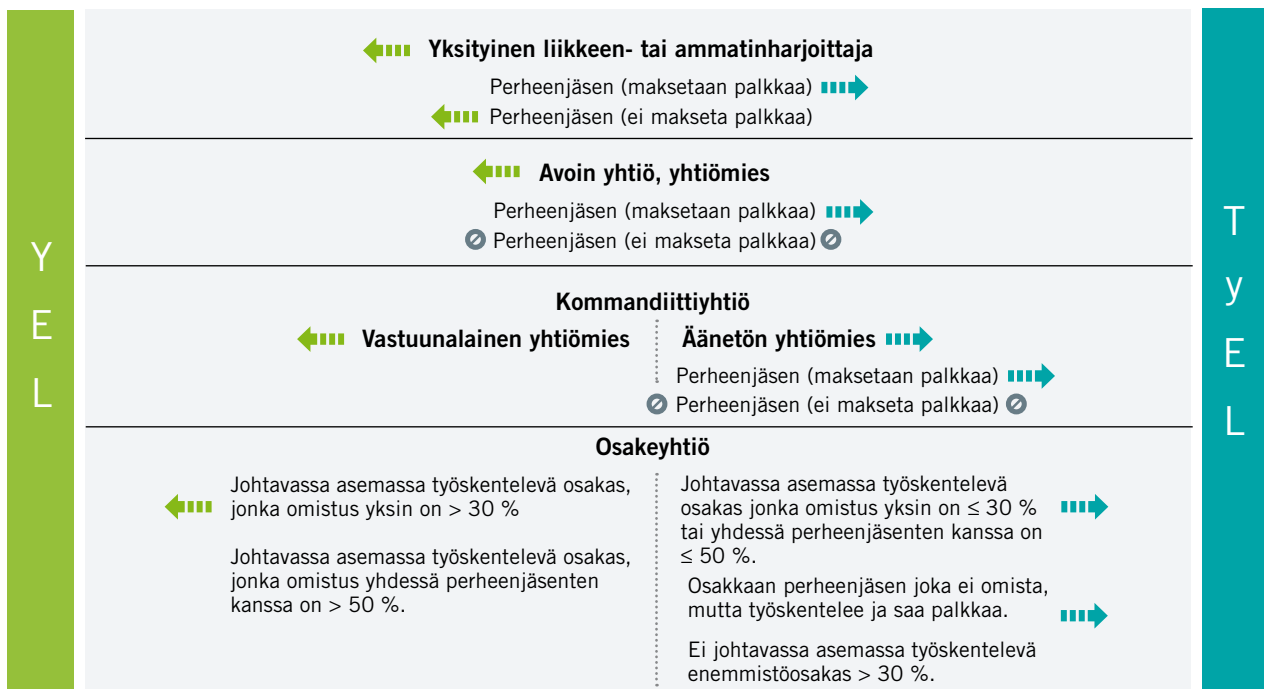 YEL
Yksityinen liikkeen- tai ammatinharjoittaja
Perheenjäsen (maksetaan palkkaa)
Perheenjäsen (ei makseta palkkaa)
Avoin yhtiö, yhtiömies
Perheenjäsen (maksetaan palkkaa)
Perheenjäsen (ei makseta palkkaa)
Kommandiittiyhtiö
Vastuunalainen yhtiömies
Äänetön yhtiömies
Perheenjäsen (maksetaan palkkaa)
Perheenjäsen (ei makseta palkkaa)
Osakeyhtiö
Johtavassa asemassa työskentelevä osakas,
jonka omistus yksin on > 30 %
Johtavassa asemassa työskentelevä osakas,
jonka omistus yhdessä perheenjäsenten
kanssa on > 50 %.
Johtavassa asemassa työskentelevä
osakas jonka omistus yksin on ≤ 30 %
tai yhdessä perheenjäsenten kanssa on
≤ 50 %.
Osakkaan perheenjäsen joka ei omista,
mutta työskentelee ja saa palkkaa.
Ei johtavassa asemassa työskentelevä
enemmistöosakas > 30 %.
TyEL